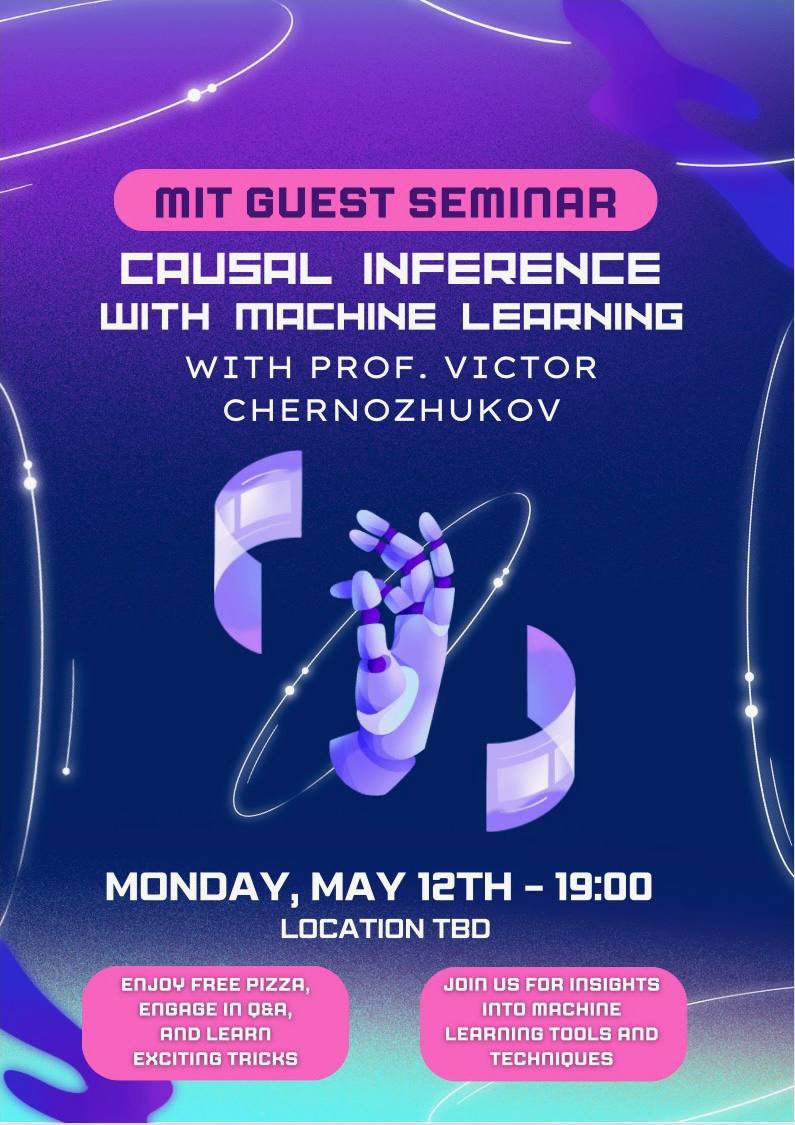 MIT GUEST SEMINAR
CAUSAL INFERENCE
WITH MACHINE LEARNING
WITH PROF. VICTOR
CHERNOZHUKOV
MONDAY, MAY 12TH - 19:00
LOCATION TBD
ENJOY FREE PIZZA,
ENGAGE IN Q&A,
AND LEARN
EXCITING TRICKS
JOIN US FOR INSIGHTS
INTO MACHINE
LEARNING TOOLS AND
TECHNIQUES